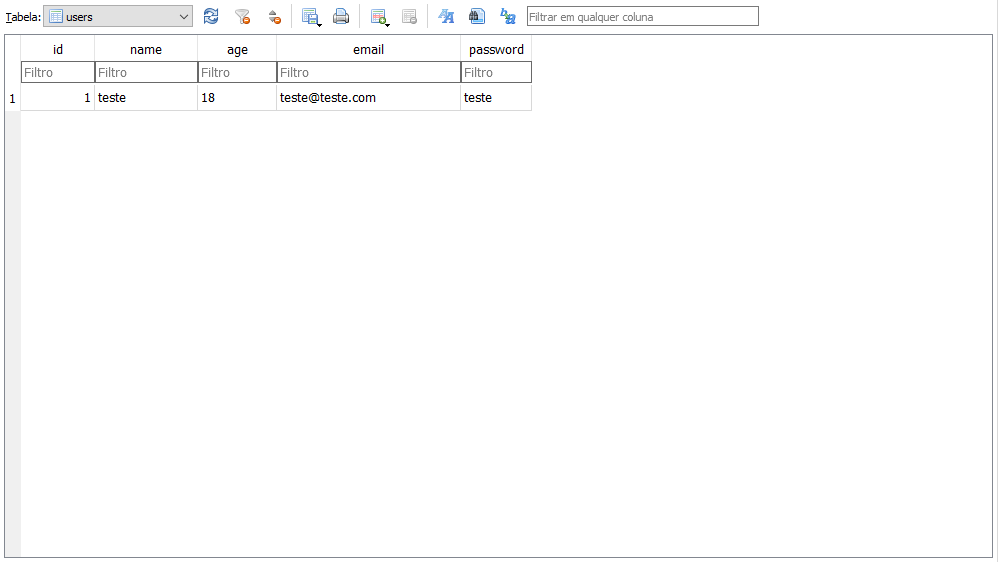 Tabela: users Filtrar em qualquer coluna
id name age email password
Filtro Filtro Filtro Filtro Filtro
1 1 teste 18 teste@teste.com teste